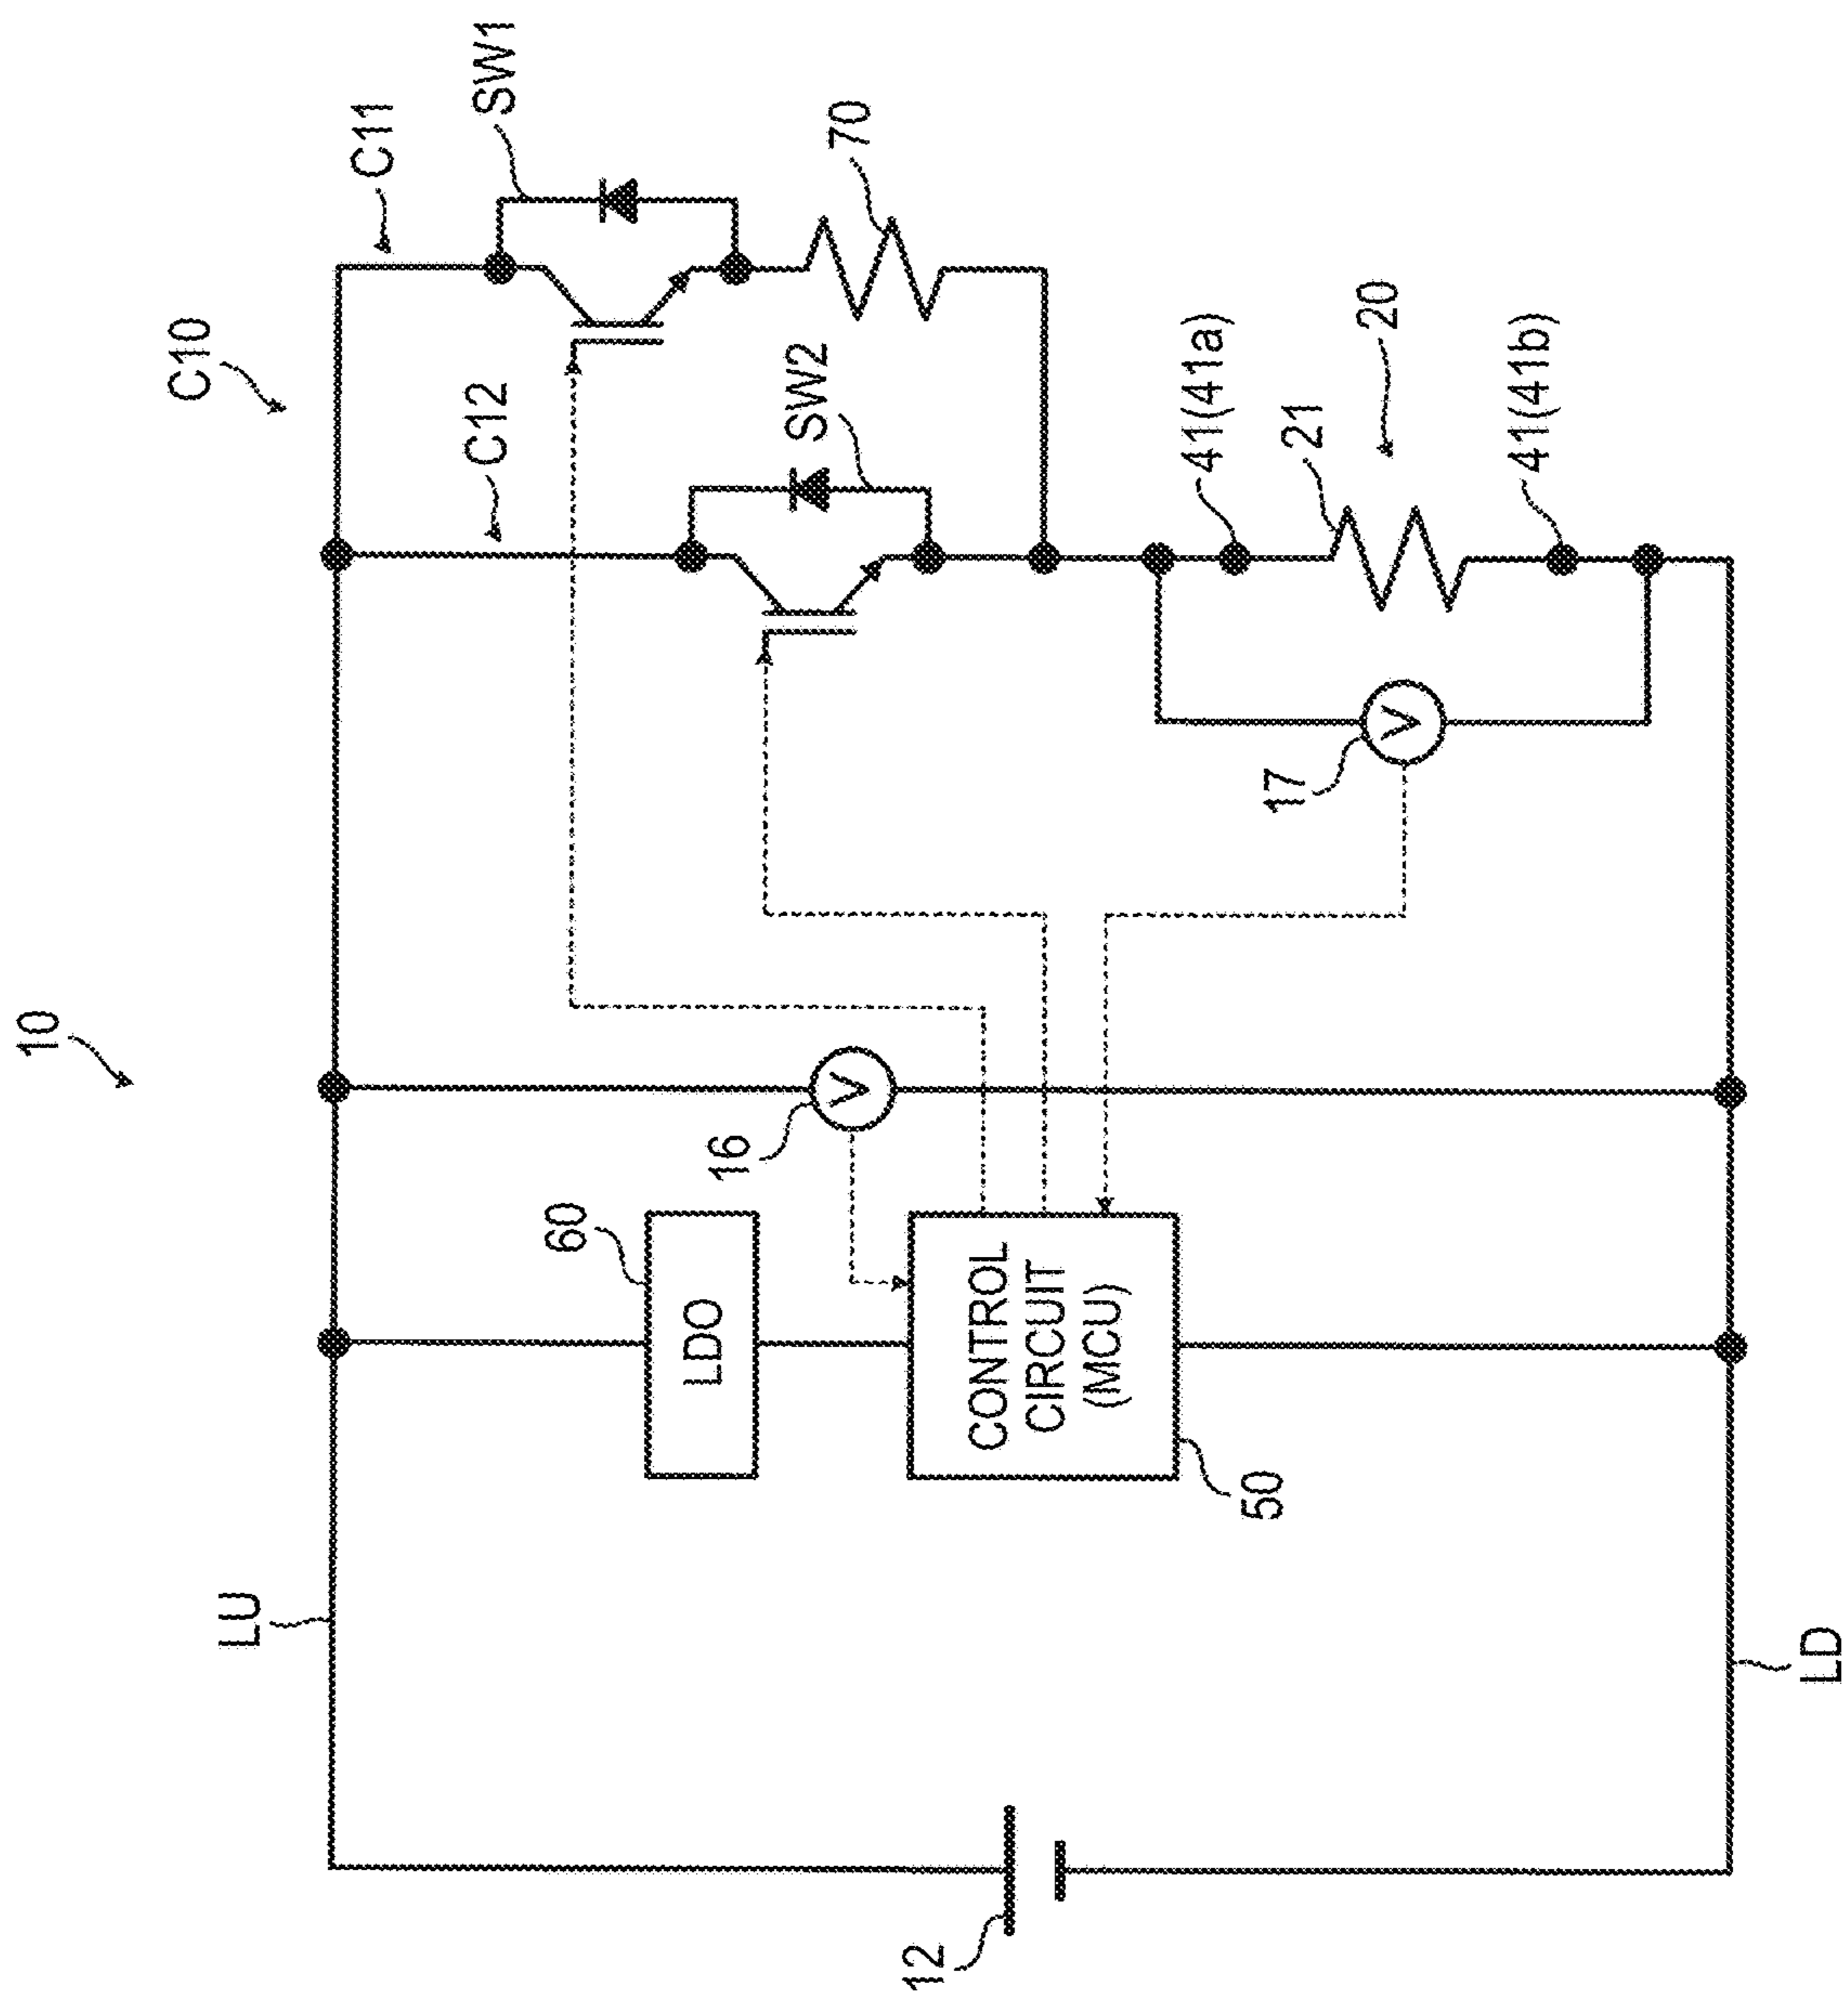 10
C10
C11
SW1
C12
SW2
70
LU
60
LDO
16
CONTROL
CIRCUIT
(MCU)
50
17
41(41a)
21
20
41(41b)
12
LD
V
V